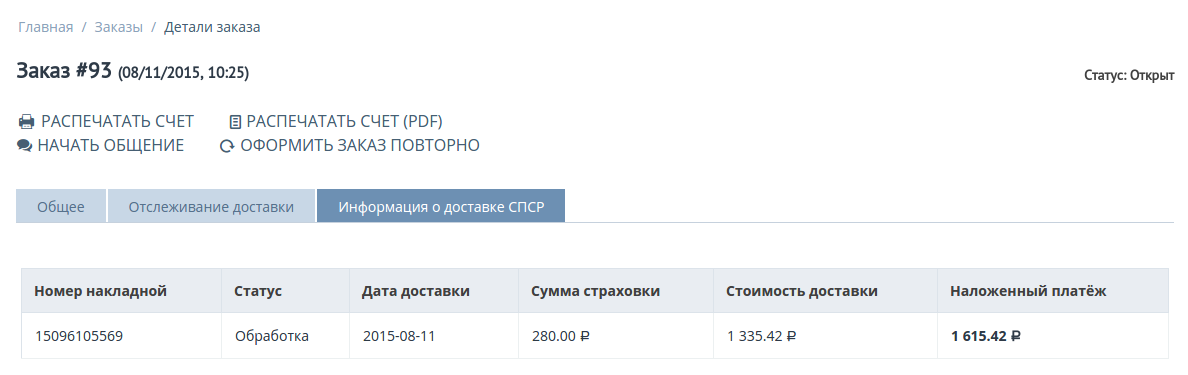 Главная / Заказы / Детали заказа
Заказ #93 (08/11/2015, 10:25)
Статус: Открыт
РАСПЕЧАТАТЬ СЧЕТ РАСПЕЧАТАТЬ СЧЕТ (PDF)
НАЧАТЬ ОБЩЕНИЕ ОФОРМИТЬ ЗАКАЗ ПОВТОРНО
Общее Отслеживание доставки Информация о доставке СПСР
Номер накладной Статус Дата доставки Сумма страховки Стоимость доставки Наложенный платёж
15096105569 Обработка 2015-08-11 280.00 ₽ 1 335.42 ₽ 1 615.42 ₽